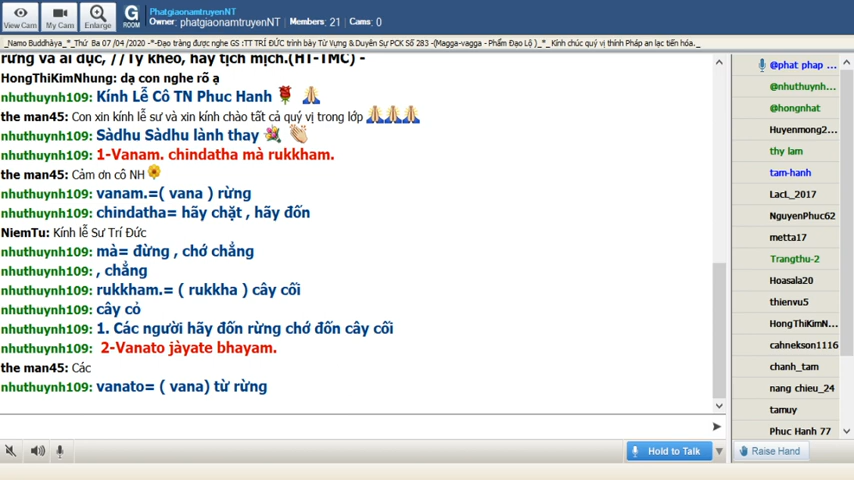 View Cam
My Cam
Enlarge
G
ROOM
PhatgiaonamtruyenNT
Owner: phatgiaonamtruyenNT | Members: 21 | Cams: 0
_Namo Buddhàya_*_Thứ Ba 07 /04 /2020 -*-Đạo tràng được nghe GS :TT TRÍ ĐỨC trình bày Từ Vựng &Duyên Sự PCK Số 283 -(Magga-vagga - Phẩm Đạo Lộ ) _*_ Kính chúc quý vị thính Pháp an lạc tiến hóa._
rừng và ái dục, //Tỳ kheo, hãy tịch mịch.(HT-TMC) -
HongThiKimNhung: dạ con nghe rõ ạ
nhuthuynh109: Kính Lễ Cô TN Phuc Hanh
the man45: Con xin kính lễ sư và xin kính chào tất cả quý vị trong lớp
nhuthuynh109: Sàdhu Sàdhu lành thay
nhuthuynh109: 1-Vanam. chindatha mà rukkham.
the man45: Cảm ơn cô NH
nhuthuynh109: vanam.=( vana ) rừng
nhuthuynh109: chindatha= hãy chặt , hãy đốn
NiemTu: Kính lễ Sư Trí Đức
nhuthuynh109: mà= đừng , chớ chẳng
nhuthuynh109: , chẳng
nhuthuynh109: rukkham.= ( rukkha ) cây cối
nhuthuynh109: cây cỏ
nhuthuynh109: 1. Các người hãy đốn rừng chớ đốn cây cối
nhuthuynh109: 2-Vanato jàyate bhayam.
the man45: Các
nhuthuynh109: vanato= ( vana) từ rừng
Hold to Talk
@phat phap ...
@nhuthuynh...
@hongnhat
Huyenmong2...
thy lam
tam-hanh
LacL_2017
NguyenPhuc62
metta17
Trangthu-2
Hoasala20
thienvu5
HongThiKimN...
cahnekson1116
chanh_tam
nang chieu_24
tamuy
Phuc Hanh 77
Raise Hand